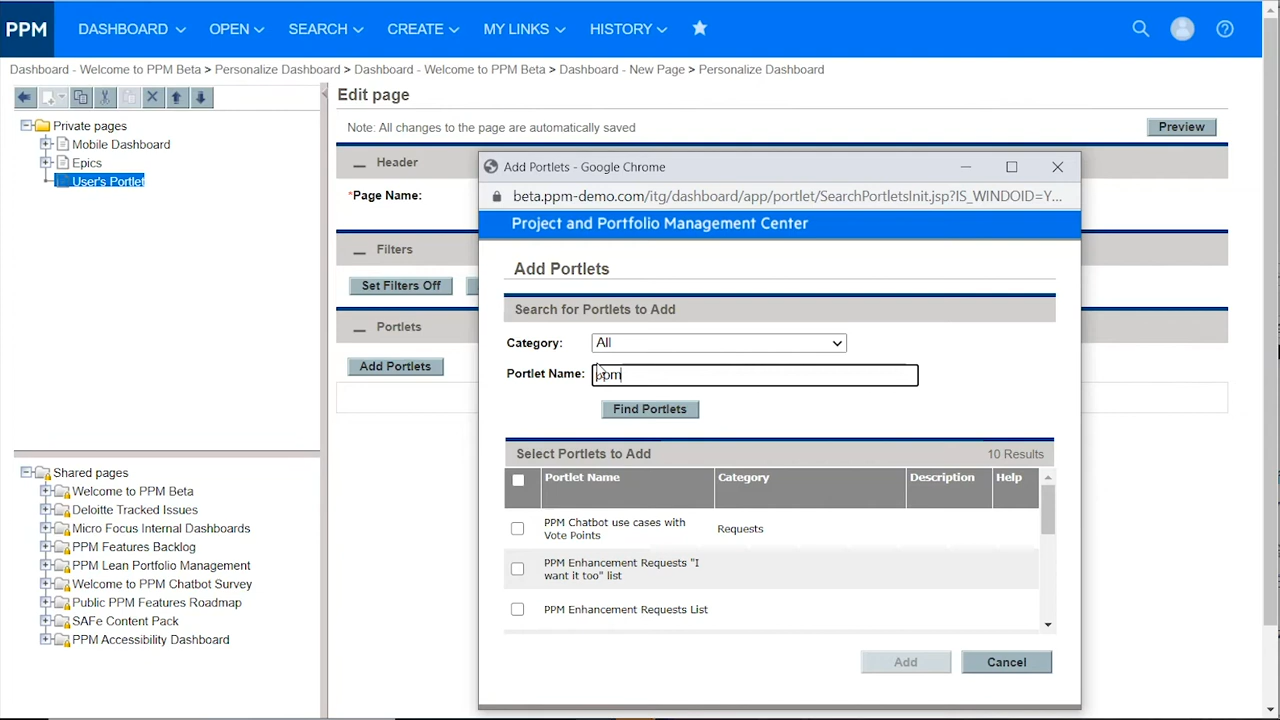 PPM DASHBOARD OPEN SEARCH CREATE MY LINKS HISTORY
Dashboard - Welcome to PPM Beta > Personalize Dashboard > Dashboard - Welcome to PPM Beta > Dashboard - New Page > Personalize Dashboard
Private pages
Mobile Dashboard
Epics
User's Portlet
Shared pages
Welcome to PPM Beta
Deloitte Tracked Issues
Micro Focus Internal Dashboards
PPM Features Backlog
PPM Lean Portfolio Management
Welcome to PPM Chatbot Survey
Public PPM Features Roadmap
SAFe Content Pack
PPM Accessibility Dashboard
Edit page
Note: All changes to the page are automatically saved
Preview
Header
*Page Name:
Filters
Set Filters Off
Portlets
Add Portlets
Add Portlets - Google Chrome
beta.ppm-demo.com/itg/dashboard/app/portlet/SearchPortletsInit.jsp?IS_WINDOID=Y...
Project and Portfolio Management Center
Add Portlets
Search for Portlets to Add
Category: All
Portlet Name: ppm
Find Portlets
Select Portlets to Add 10 Results
Portlet Name Category Description Help
PPM Chatbot use cases with
Vote Points
Requests
PPM Enhancement Requests "I
want it too" list
PPM Enhancement Requests List
Add Cancel